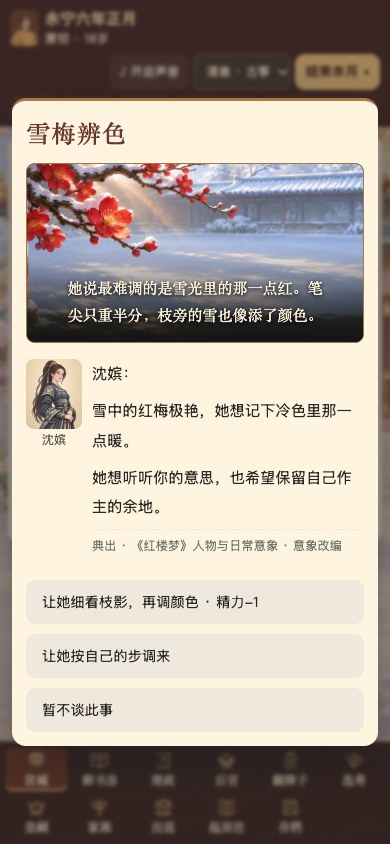 永宁六年正月
开启声音
结束本月
雪梅辨色
她说最难调的是雪光里的那一点红。笔
尖只重半分，枝旁的雪也像添了颜色。
沈嫔
沈嫔：
雪中的红梅极艳，她想记下冷色里那一
点暖。
她想听听你的意思，也希望保留自己作
主的余地。
典出 · 《红楼梦》人物与日常意象 · 意象改编
让她细看枝影，再调颜色 · 精力-1
让她按自己的步调来
暂不谈此事